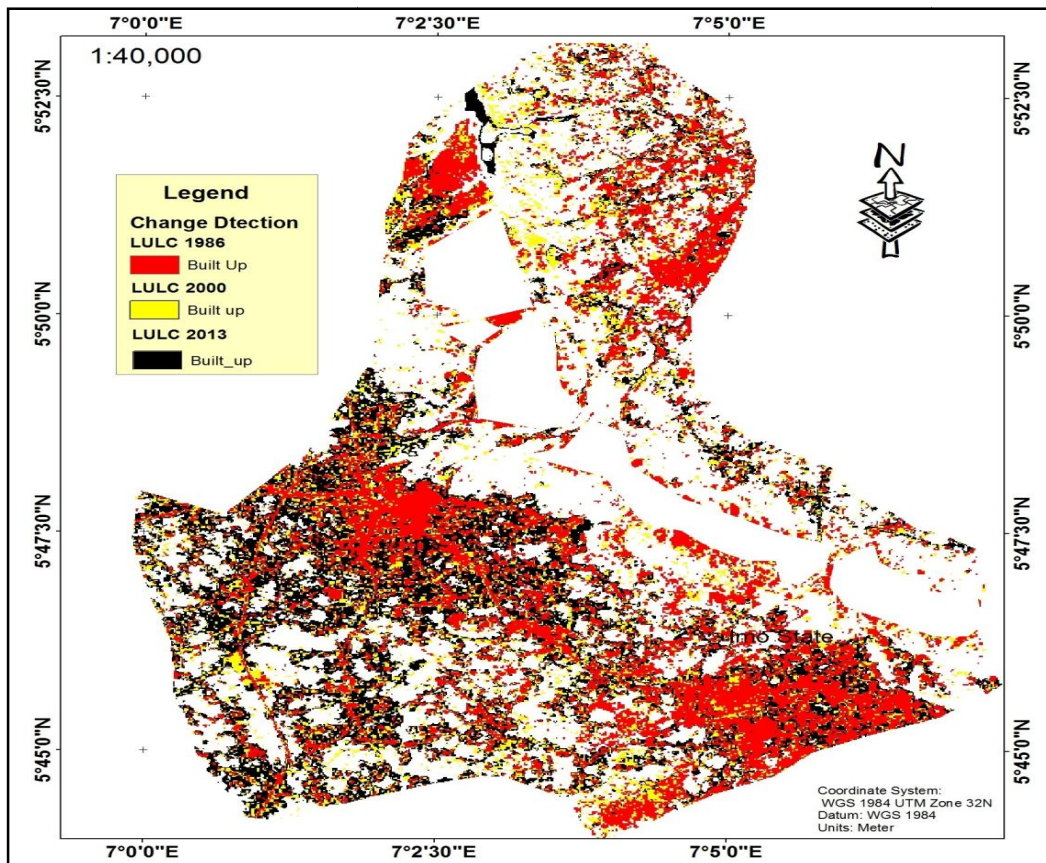 7°0'0"E 7°2'30"E 7°5'0"E
1:40,000
5°52'30"N 5°52'30"N
N
Legend
Change Dtection
LULC 1986
Built Up
LULC 2000
Built up
LULC 2013
Built_up
5°50'0"N 5°50'0"N
5°47'30"N 5°47'30"N
Imo State
5°45'0"N 5°45'0"N
Coordinate System:
WGS 1984 UTM Zone 32N
Datum: WGS 1984
Units: Meter
7°0'0"E 7°2'30"E 7°5'0"E